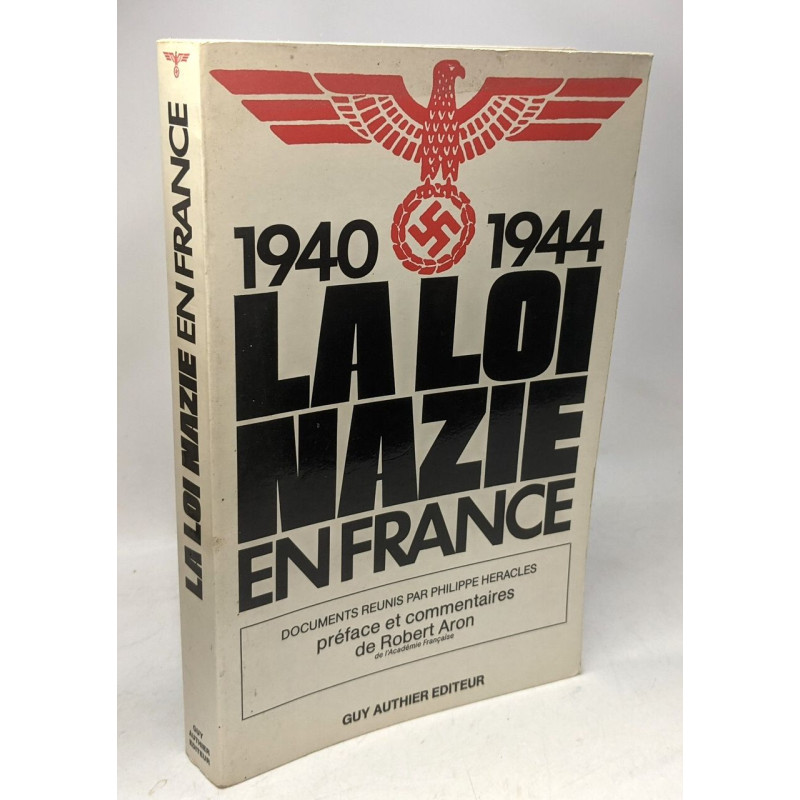 1940 1944
LA LOI
NAZIE
EN FRANCE
DOCUMENTS REUNIS PAR PHILIPPE HERACLES
préface et commentaires
de Robert Aron
de l'Académie Française
GUY AUTHIER EDITEUR
LA LOI NAZIE EN FRANCE
GUY
AUTHIER
EDITEUR